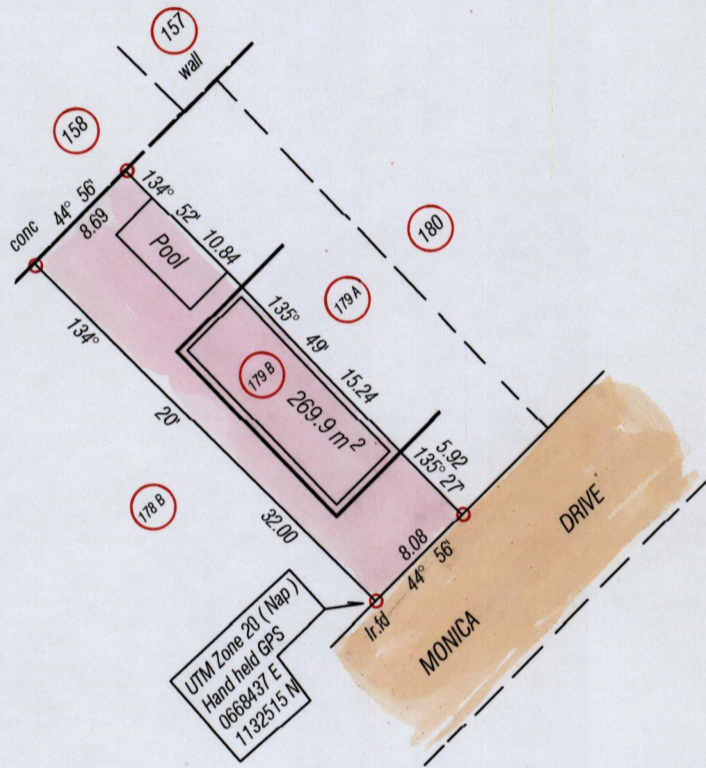 157
wall
158
44° 56'
conc
8.69
134° 52' 10.84
Pool
180
179A
135° 49' 15.24
179 B
269.9 m²
134° 20' 32.00
178 B
5.92
135° 27'
8.08
44° 56'
DRIVE
MONICA
Ir.fd
UTM Zone 20 ( Nap )
Hand held GPS
0668437 E
1132515 N